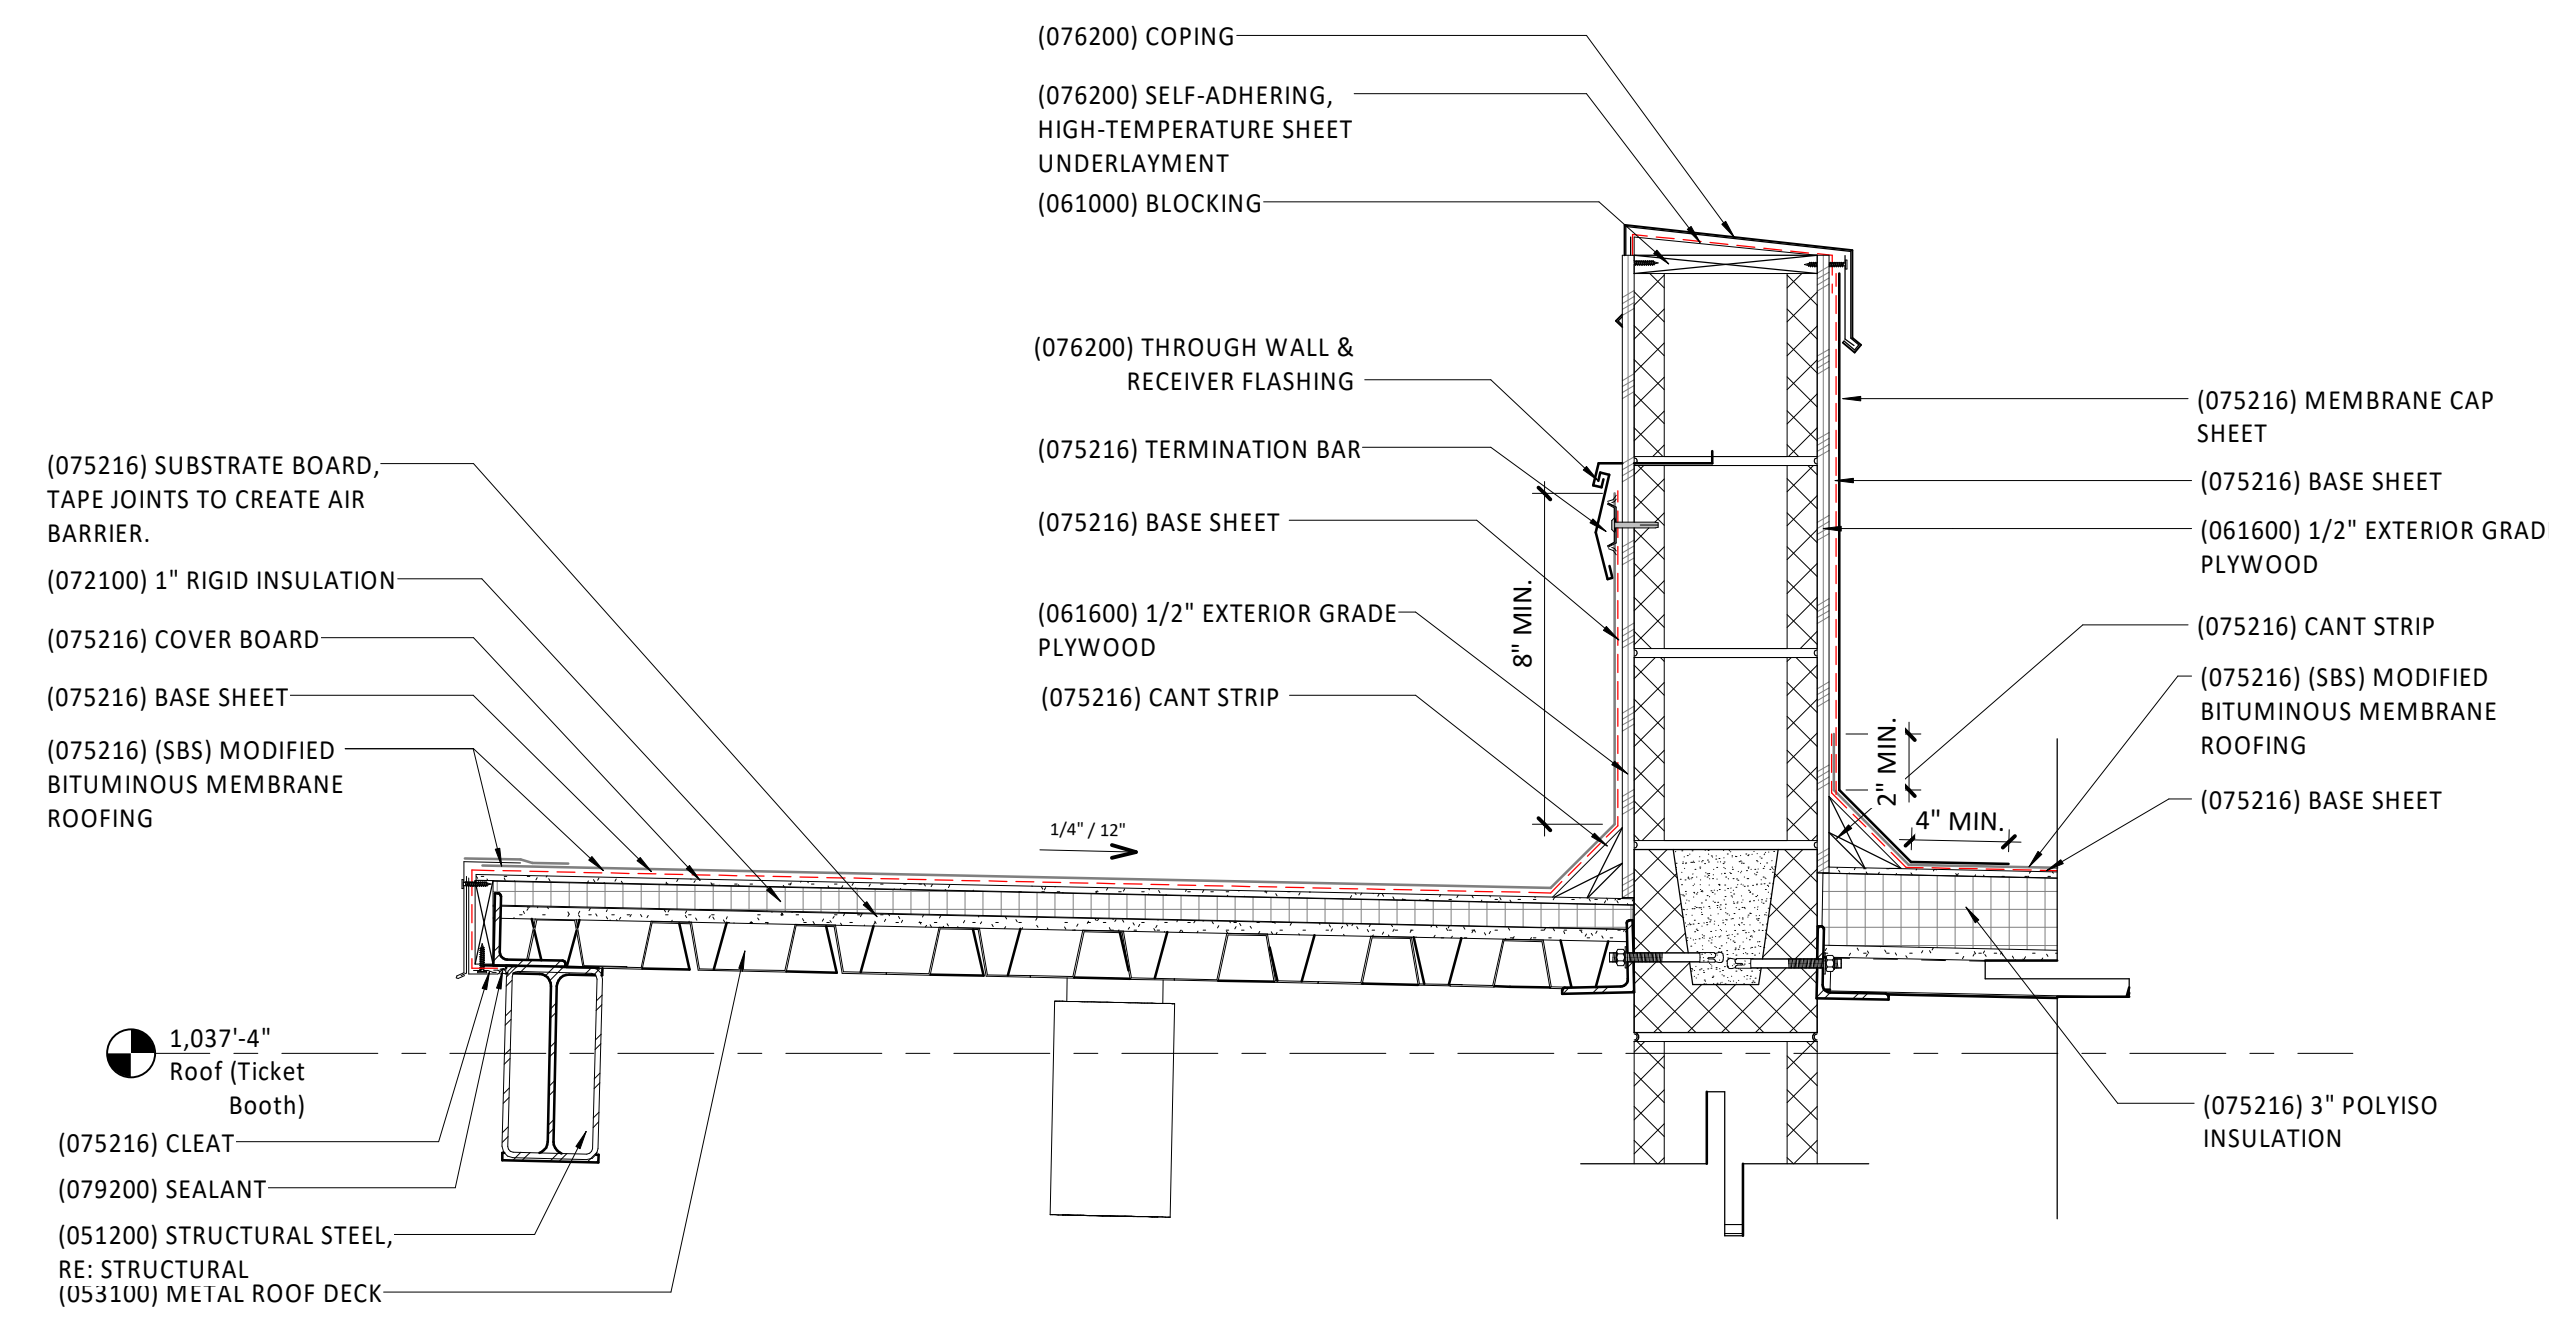 (076200) COPING
(076200) SELF-ADHERING,
HIGH-TEMPERATURE SHEET
UNDERLAYMENT
(061000) BLOCKING
(076200) THROUGH WALL &
RECEIVER FLASHING
(075216) TERMINATION BAR
(075216) BASE SHEET
(061600) 1/2" EXTERIOR GRADE
PLYWOOD
(075216) CANT STRIP
(075216) SUBSTRATE BOARD,
TAPE JOINTS TO CREATE AIR
BARRIER.
(072100) 1" RIGID INSULATION
(075216) COVER BOARD
(075216) BASE SHEET
(075216) (SBS) MODIFIED
BITUMINOUS MEMBRANE
ROOFING
1/4" / 12"
8" MIN.
2" MIN.
4" MIN.
(075216) MEMBRANE CAP
SHEET
(075216) BASE SHEET
(061600) 1/2" EXTERIOR GRAD
PLYWOOD
(075216) CANT STRIP
(075216) (SBS) MODIFIED
BITUMINOUS MEMBRANE
ROOFING
(075216) BASE SHEET
(075216) 3" POLYISO
INSULATION
1,037'-4"
Roof (Ticket
Booth)
(075216) CLEAT
(079200) SEALANT
(051200) STRUCTURAL STEEL,
RE: STRUCTURAL
(053100) METAL ROOF DECK